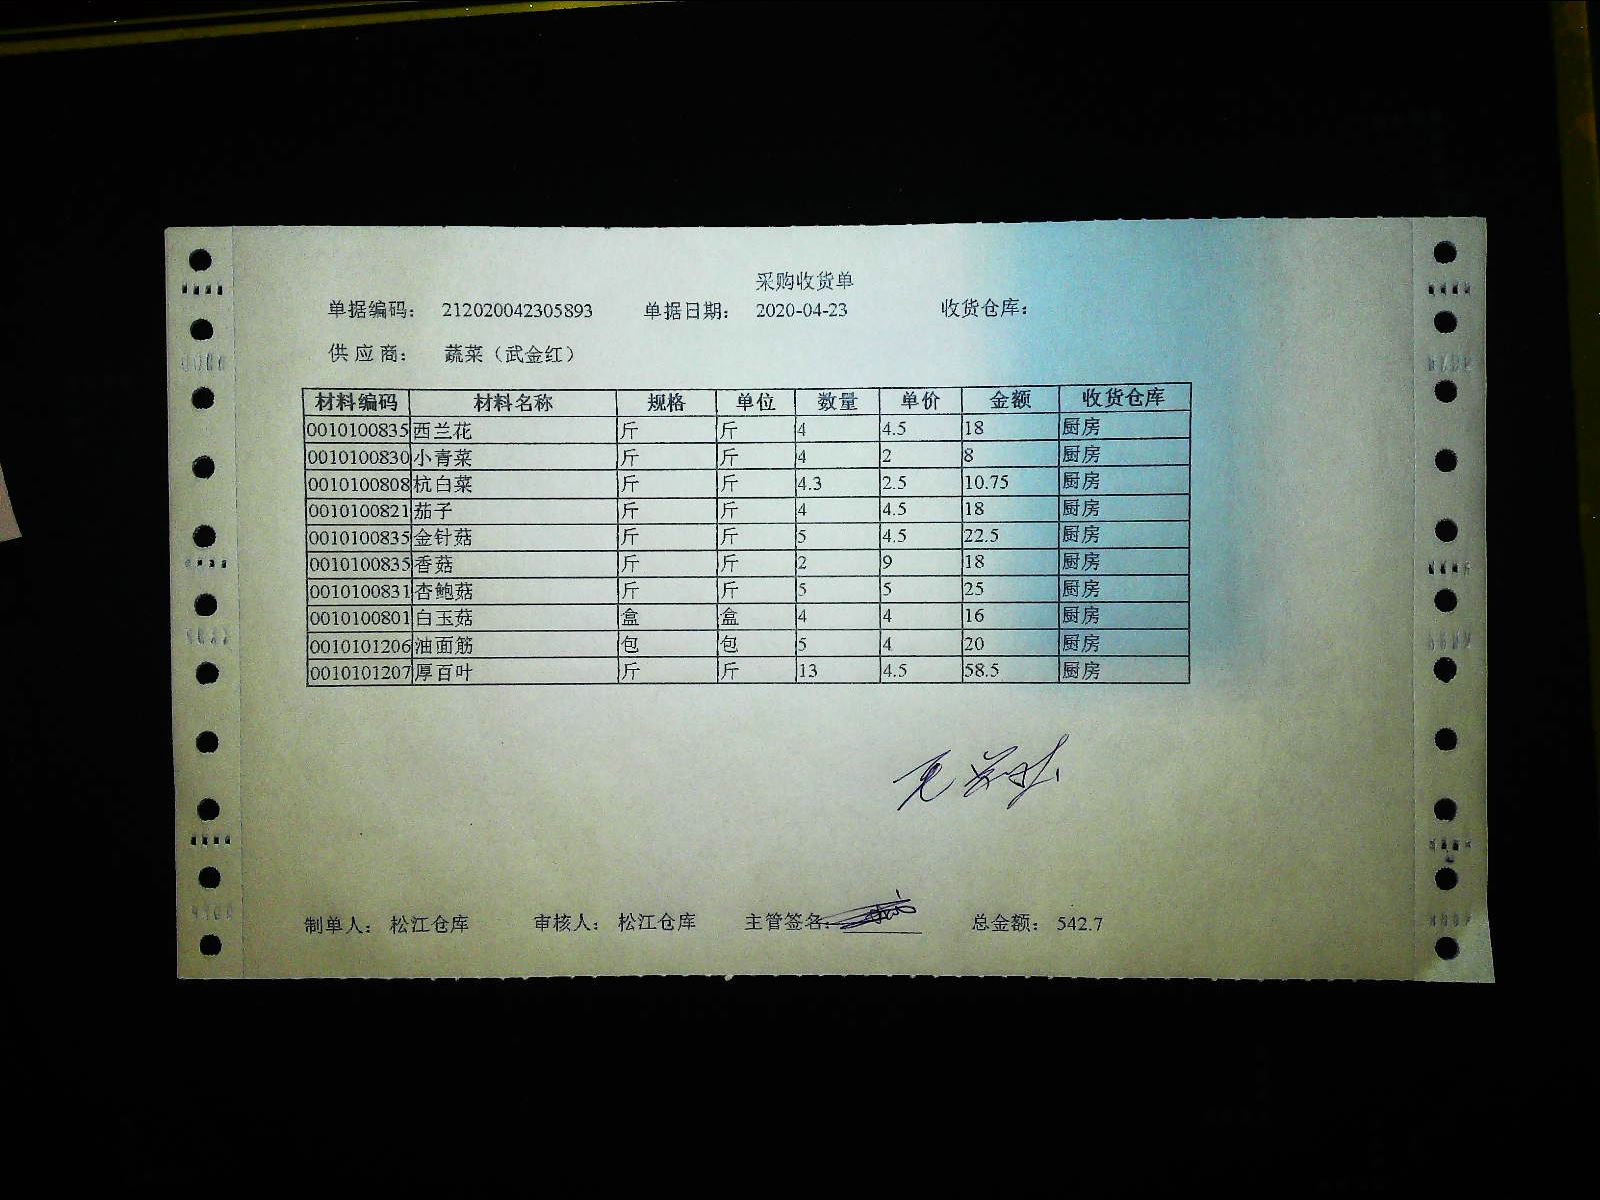 采购收货单
单据编码： 212020042305893 单据日期： 2020-04-23 收货仓库：
供应商： 蔬菜（武金红）
材料编码 材料名称 规格 单位 数量 单价 金额 收货仓库
0010100835 西兰花 斤 斤 4 4.5 18 厨房
0010100830 小青菜 斤 斤 4 2 8 厨房
0010100808 杭白菜 斤 斤 4.3 2.5 10.75 厨房
0010100821 茄子 斤 斤 4 4.5 18 厨房
0010100835 金针菇 斤 斤 5 4.5 22.5 厨房
0010100835 香菇 斤 斤 2 9 18 厨房
0010100831 杏鲍菇 斤 斤 5 5 25 厨房
0010100801 白玉菇 盒 盒 4 4 16 厨房
0010101206 油面筋 包 包 5 4 20 厨房
0010101207 厚百叶 斤 斤 13 4.5 58.5 厨房
制单人： 松江仓库 审核人： 松江仓库 主管签名： 总金额： 542.7